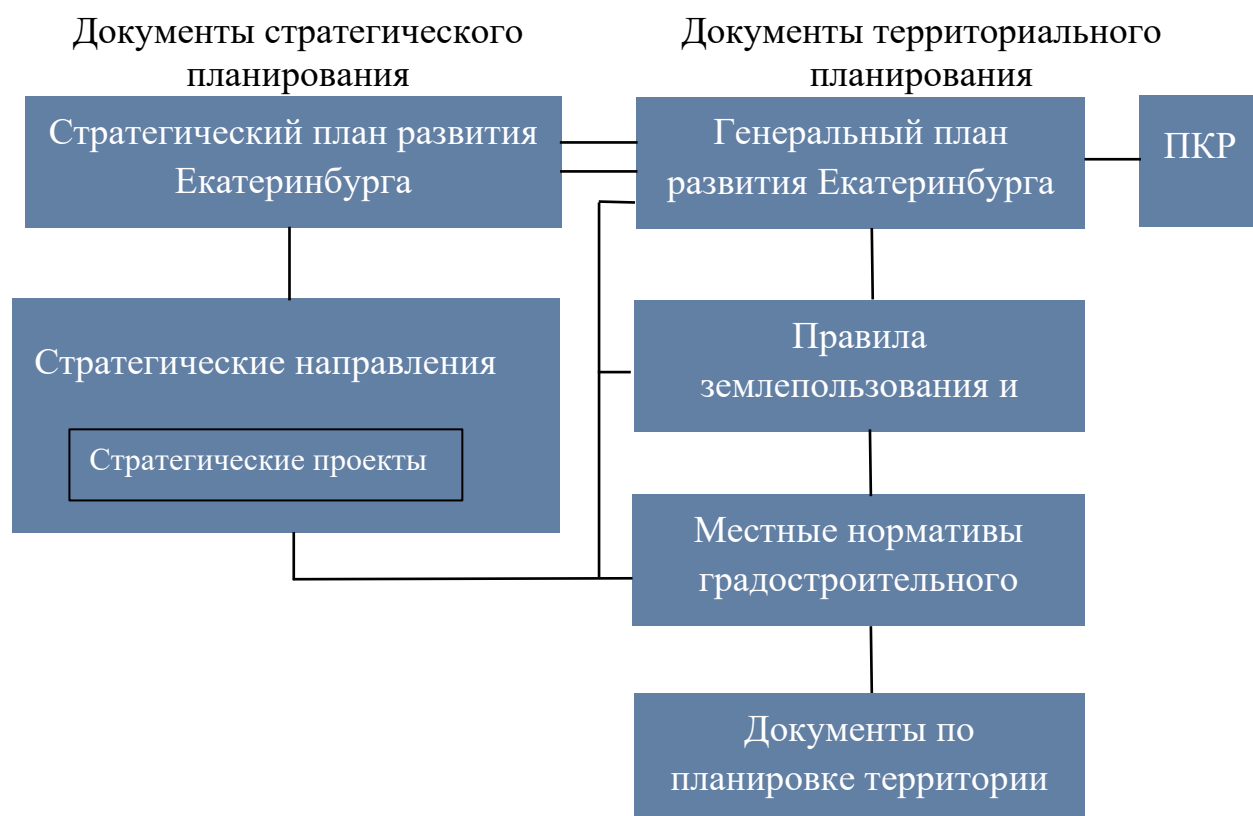 Документы стратегического
планирования
Документы территориального
планирования
Стратегический план развития
Екатеринбурга
Генеральный план
развития Екатеринбурга
ПКР
Стратегические направления
Стратегические проекты
Правила
землепользования и
Местные нормативы
градостроительного
Документы по
планировке территории